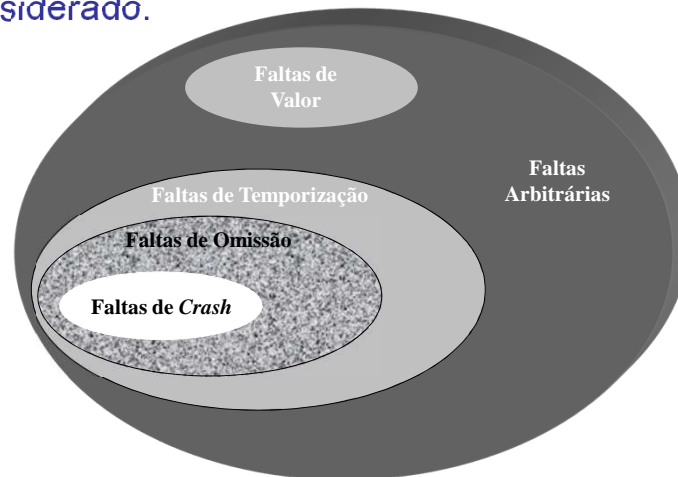 siderado.
Faltas de
Valor
Faltas
Arbitrárias
Faltas de Temporização
Faltas de Omissão
Faltas de Crash